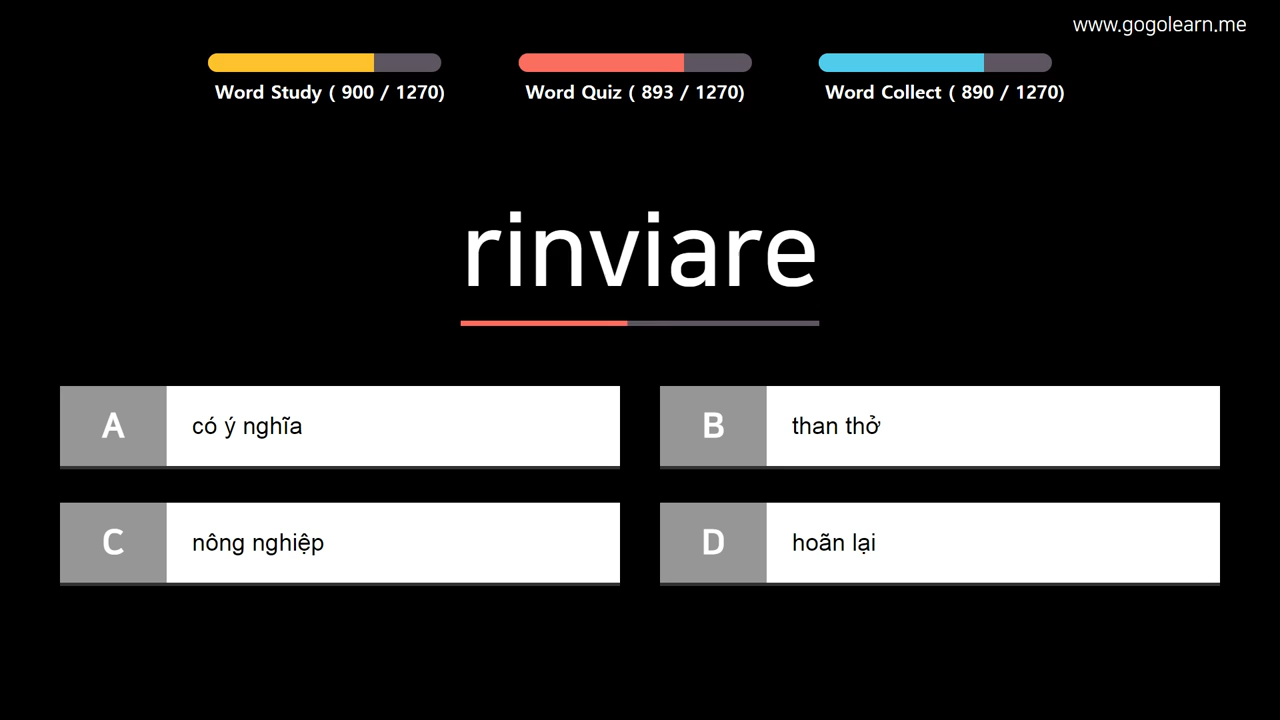 www.gogolearn.me
Word Study ( 900 / 1270)
Word Quiz ( 893 / 1270)
Word Collect ( 890 / 1270)
rinviare
A
có ý nghĩa
B
than thở
C
nông nghiệp
D
hoãn lại